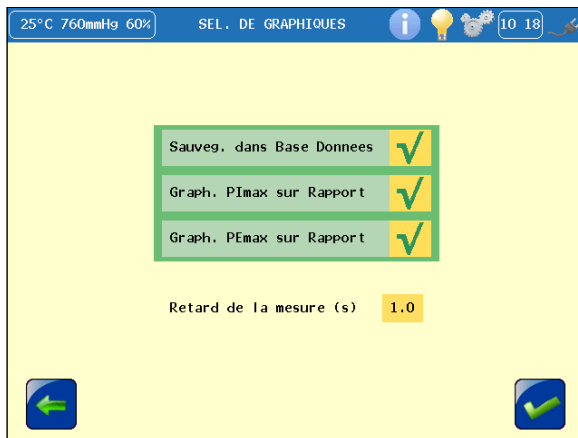 25°C 760mmHg 60% SEL. DE GRAPHIQUES 10 18
Sauveg. dans Base Donnees
Graph. PImax sur Rapport
Graph. PEmax sur Rapport
Retard de la mesure (s) 1.0